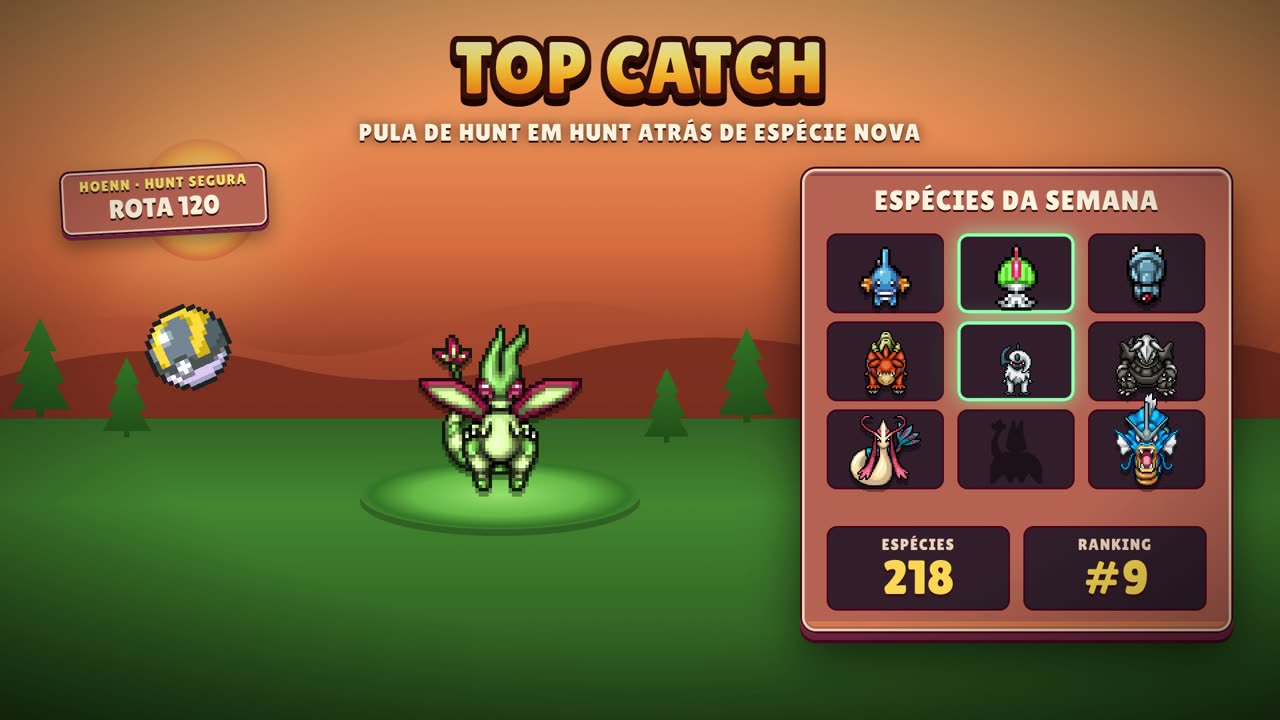 TOP CATCH
PULA DE HUNT EM HUNT ATRÁS DE ESPÉCIE NOVA
HOENN · HUNT SEGURA
ROTA 120
ESPÉCIES DA SEMANA
ESPÉCIES
218
RANKING
#9